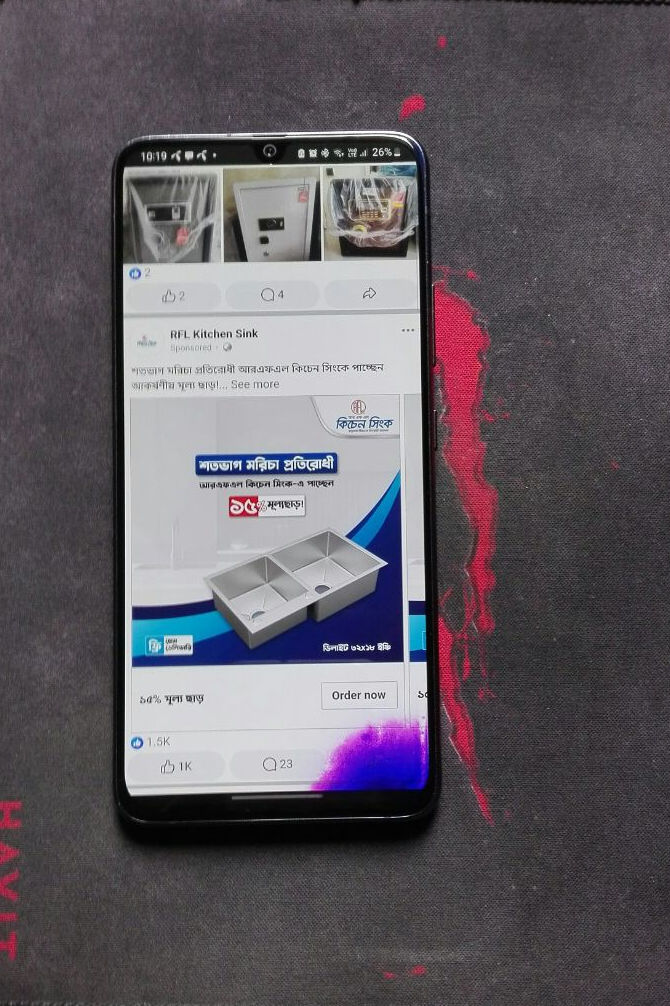 10:19
26%
2
2
4
RFL Kitchen Sink
Sponsored ·
শতভাগ মরিচা প্রতিরোধী আরএফএল কিচেন সিংকে পাচ্ছেন
আকর্ষনীয় মূল্য ছাড়!... See more
কিচেন সিংক
শতভাগ মরিচা প্রতিরোধী
আরএফএল কিচেন সিংক-এ পাচ্ছেন
১৫% মূল্যছাড়!
ফ্রি হোম ডেলিভারি
ডিলাইট ৩২x১৮ ইঞ্চি
১৫% মূল্য ছাড়
Order now
1.5K
1K
23
HAVIT